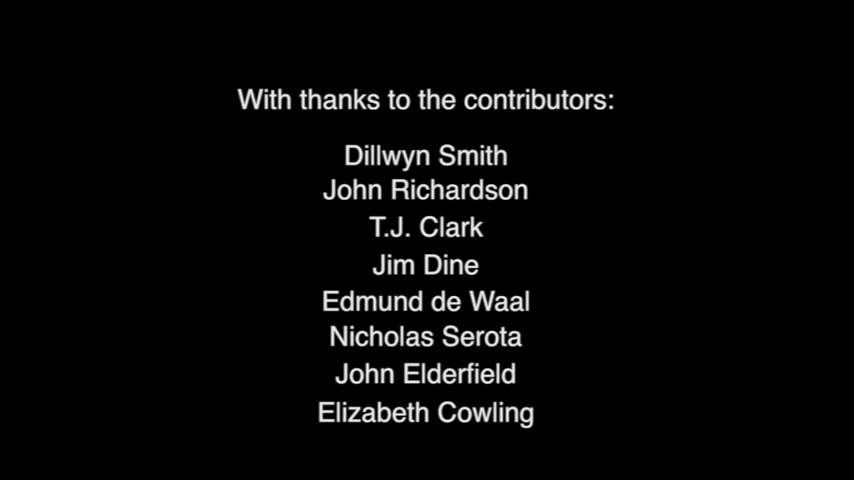 With thanks to the contributors:
Dillwyn Smith
John Richardson
T.J. Clark
Jim Dine
Edmund de Waal
Nicholas Serota
John Elderfield
Elizabeth Cowling